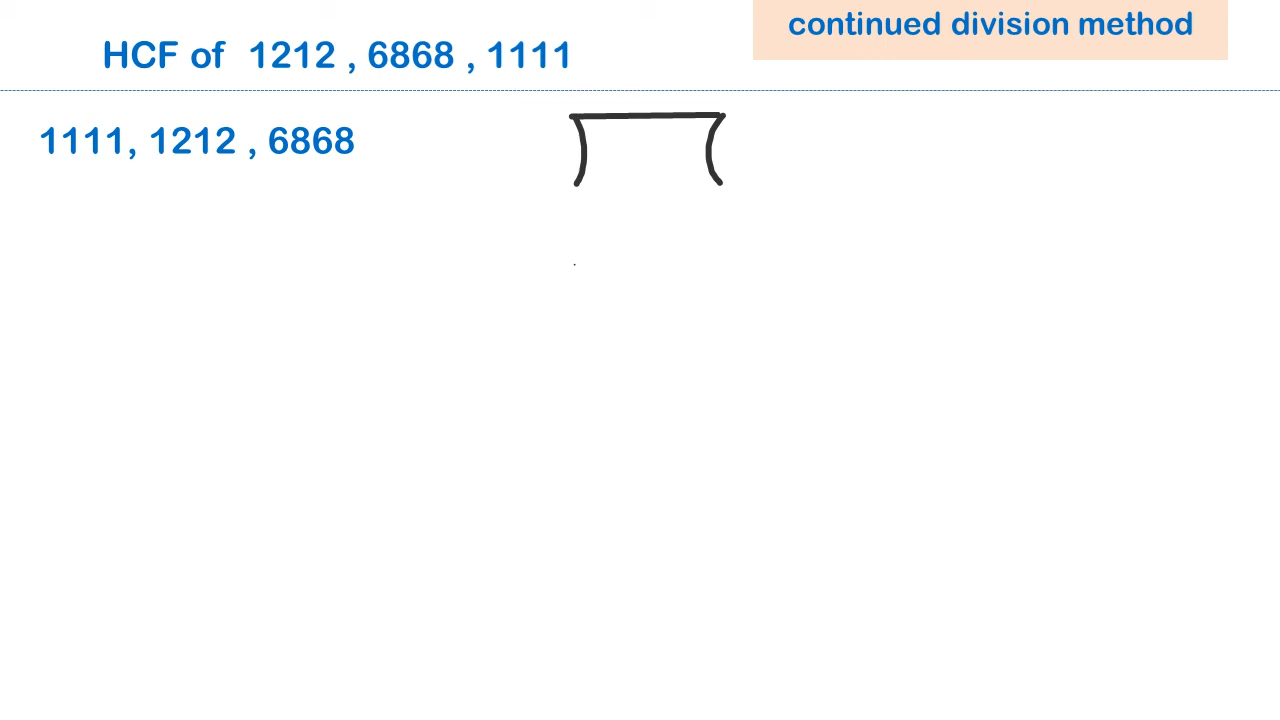 continued division method
HCF of 1212 , 6868 , 1111
1111, 1212 , 6868